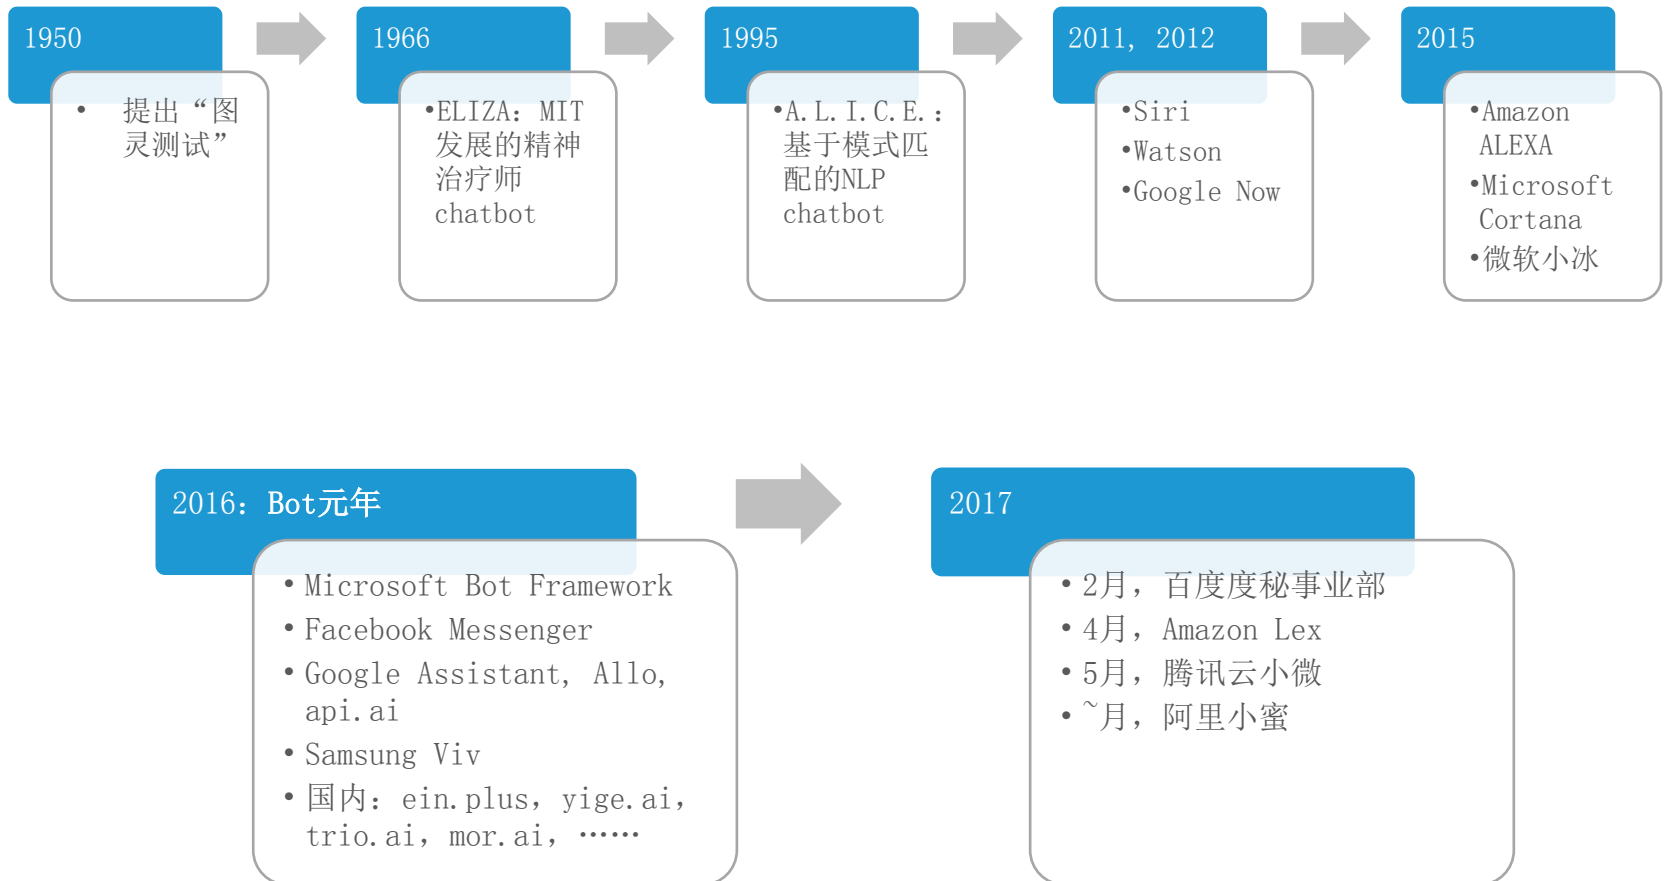 1950
• 提出“图
灵测试”
1966
•ELIZA：MIT
发展的精神
治疗师
chatbot
1995
•A.L.I.C.E.：
基于模式匹
配的NLP
chatbot
2011, 2012
•Siri
•Watson
•Google Now
2015
•Amazon
ALEXA
•Microsoft
Cortana
•微软小冰
2016：Bot元年
•Microsoft Bot Framework
•Facebook Messenger
•Google Assistant, Allo,
api.ai
•Samsung Viv
•国内：ein.plus，yige.ai，
trio.ai，mor.ai，……
2017
•2月，百度度秘事业部
•4月，Amazon Lex
•5月，腾讯云小微
•~月，阿里小蜜